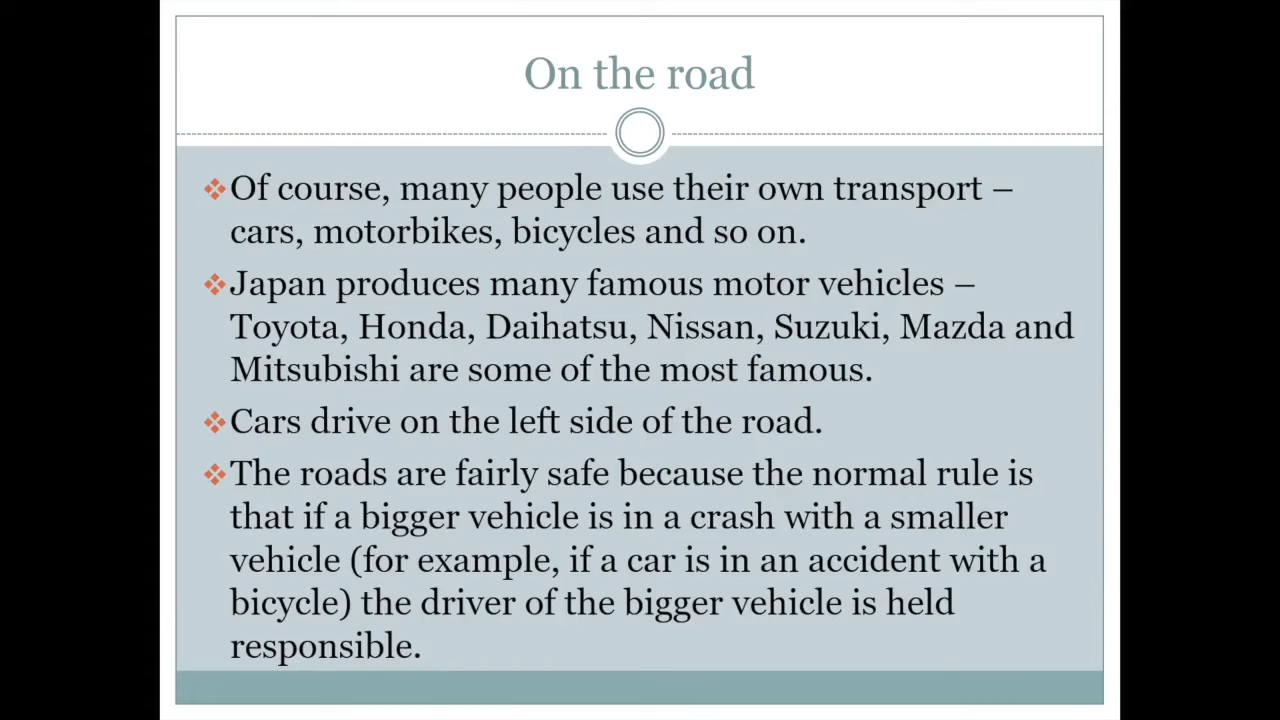 On the road
Of course, many people use their own transport –
cars, motorbikes, bicycles and so on.
Japan produces many famous motor vehicles –
Toyota, Honda, Daihatsu, Nissan, Suzuki, Mazda and
Mitsubishi are some of the most famous.
Cars drive on the left side of the road.
The roads are fairly safe because the normal rule is
that if a bigger vehicle is in a crash with a smaller
vehicle (for example, if a car is in an accident with a
bicycle) the driver of the bigger vehicle is held
responsible.